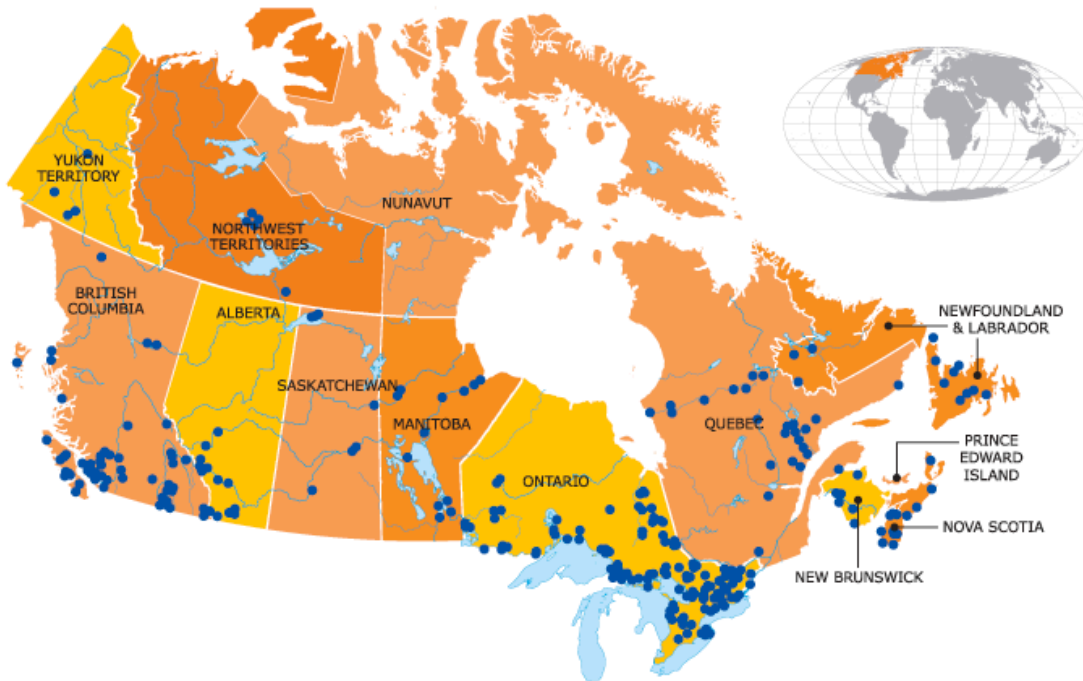 YUKON
TERRITORY
NUNAVUT
NORTHWEST
TERRITORIES
BRITISH
COLUMBIA
ALBERTA
NEWFOUNDLAND
& LABRADOR
SASKATCHEWAN
MANITOBA
QUEBEC
PRINCE
EDWARD
ISLAND
ONTARIO
NOVA SCOTIA
NEW BRUNSWICK